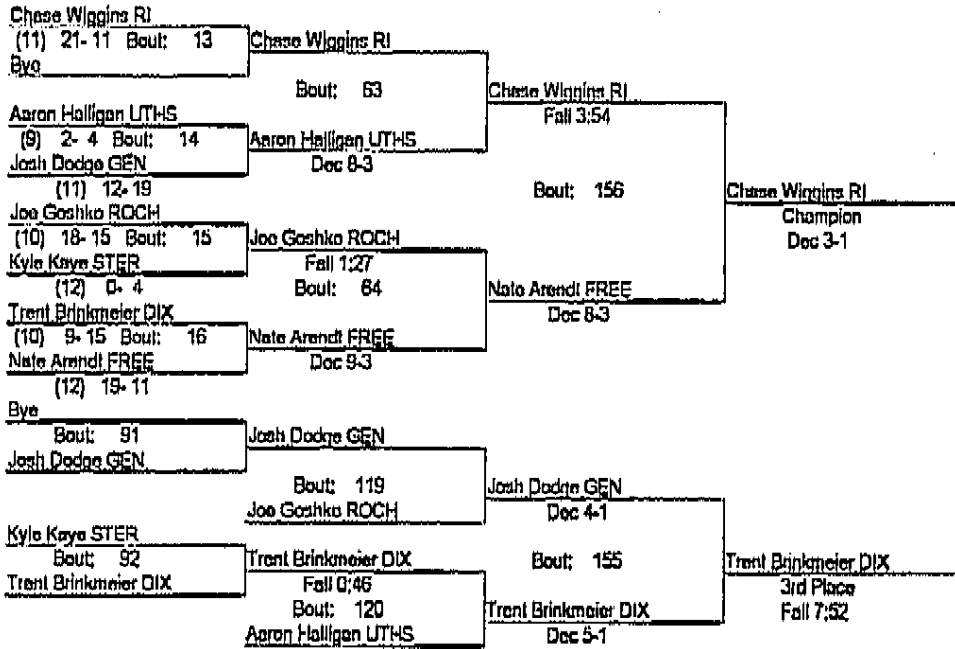 Chase Wiggins RI
(11) 21- 11 Bout: 13
Bye
Chase Wiggins RI
Bout: 63
Aaron Halligan UTHS
(9) 2- 4 Bout: 14
Josh Dodge GEN
(11) 12- 19
Aaron Halligan UTHS
Dec 8-3
Chase Wiggins RI
Fall 3:54
Bout: 156
Joe Goshko ROCH
(10) 18- 15 Bout: 15
Kyle Kaye STER
(12) 0- 4
Joe Goshko ROCH
Fall 1:27
Bout: 64
Trent Brinkmeier DIX
(10) 9- 15 Bout: 16
Nate Arendt FREE
(12) 19- 11
Nate Arendt FREE
Dec 9-3
Nate Arendt FREE
Dec 8-3
Chase Wiggins RI
Champion
Dec 3-1
Bye
Bout: 91
Josh Dodge GEN
Josh Dodge GEN
Bout: 119
Joe Goshko ROCH
Josh Dodge GEN
Dec 4-1
Bout: 155
Kyle Kaye STER
Bout: 92
Trent Brinkmeier DIX
Trent Brinkmeier DIX
Fall 0:46
Bout: 120
Aaron Halligan UTHS
Trent Brinkmeier DIX
Dec 5-1
Trent Brinkmeier DIX
3rd Place
Fall 7:52